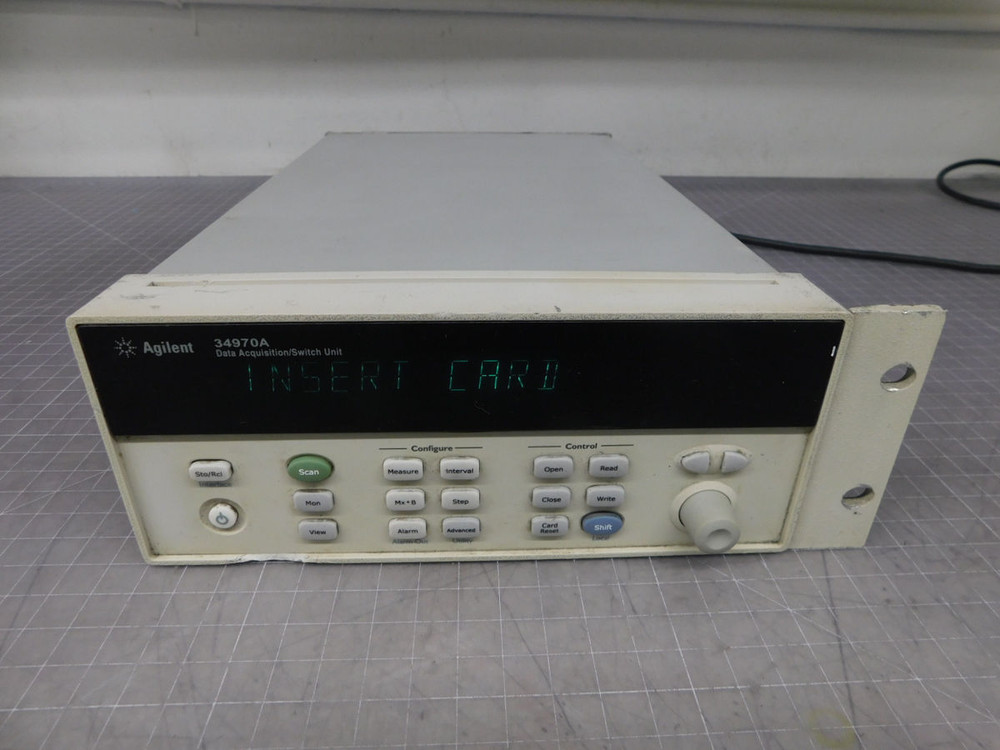 Agilent 34970A
Data Acquisition/Switch Unit
INSERT CARD
Configure
Control
Sto/Rcl
Scan
Measure
Interval
Open
Read
Mon
Mx+B
Step
Close
Write
View
Alarm
Advanced
Card
Reset
Shift